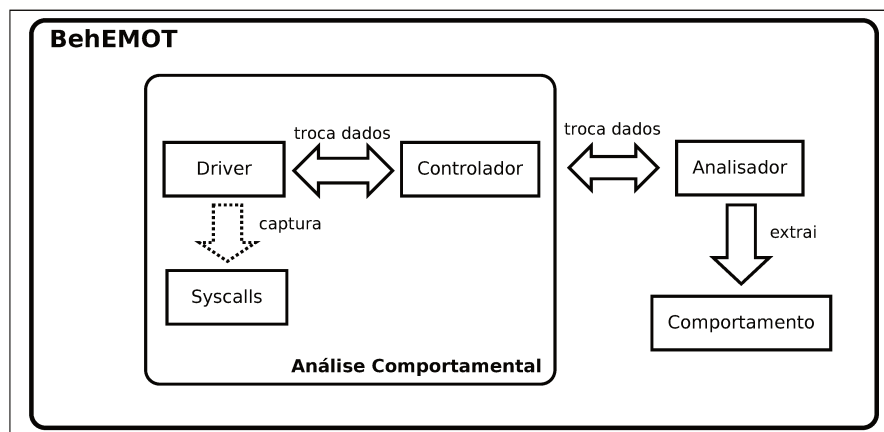 BehEMOT
troca dados
troca dados
Driver
Controlador
Analisador
captura
extrai
Syscalls
Comportamento
Análise Comportamental